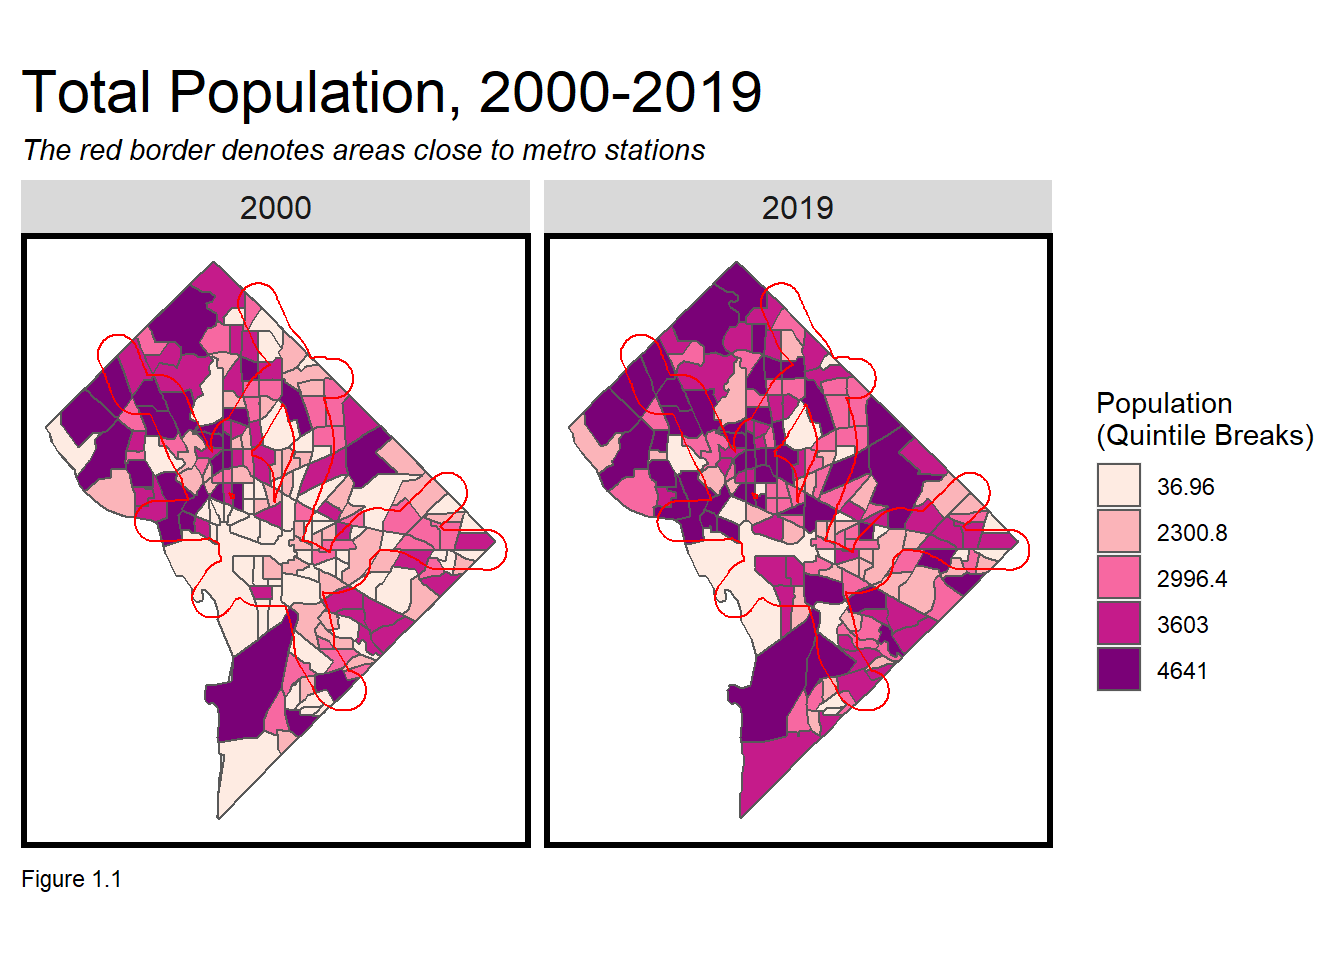 Total Population, 2000-2019
The red border denotes areas close to metro stations
2000
2019
Population
(Quintile Breaks)
36.96
2300.8
2996.4
3603
4641
Figure 1.1